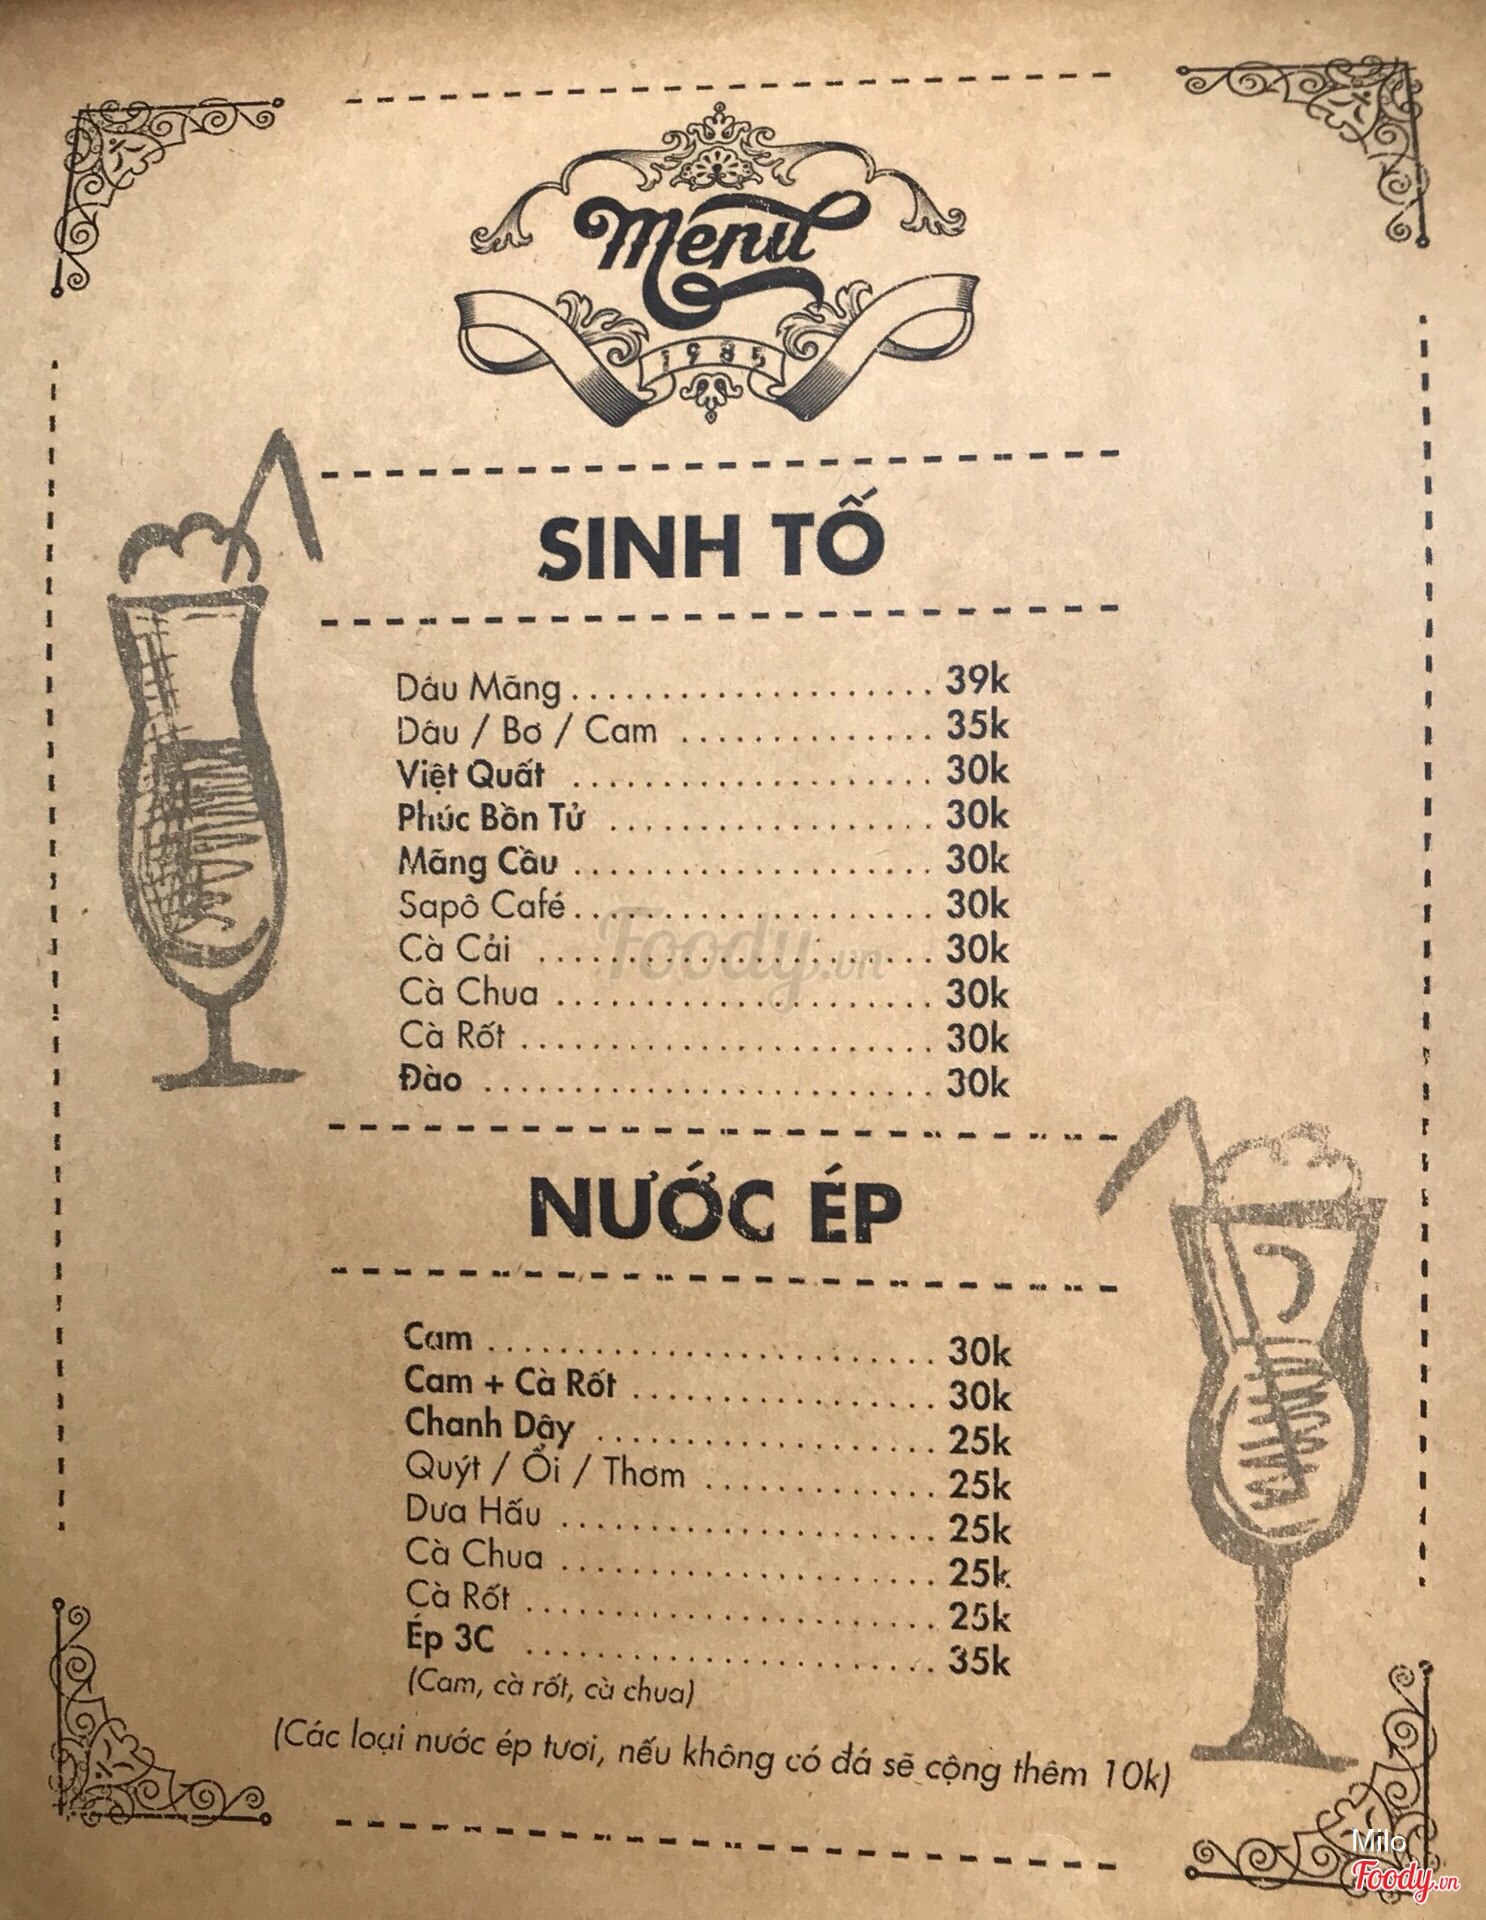 Menu
1985
SINH TỐ
Dâu Mãng .................... 39k
Dâu / Bơ / Cam .............. 35k
Việt Quất .................... 30k
Phúc Bồn Tử .................. 30k
Mãng Cầu .................... 30k
Sapô Café .................... 30k
Cà Cải ...................... 30k
Cà Chua ..................... 30k
Cà Rốt ....................... 30k
Đào ......................... 30k
NƯỚC ÉP
Cam ......................... 30k
Cam + Cà Rốt ................. 30k
Chanh Dây ................... 25k
Quýt / Ổi / Thơm ............. 25k
Dưa Hấu ..................... 25k
Cà Chua ..................... 25k
Cà Rốt ....................... 25k
Ép 3C ....................... 35k
(Cam, cà rốt, cà chua)
(Các loại nước ép tươi, nếu không có đá sẽ cộng thêm 10k)
Foody.vn
Milo
Foody.vn